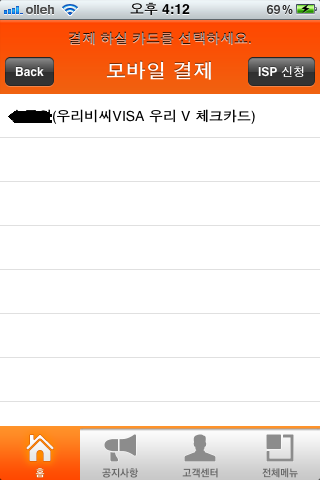 olleh 오후 4:12 69%
결제 하실 카드를 선택하세요.
Back 모바일 결제 ISP 신청
(우리비씨VISA 우리 V 체크카드)
홈 공지사항 고객센터 전체메뉴